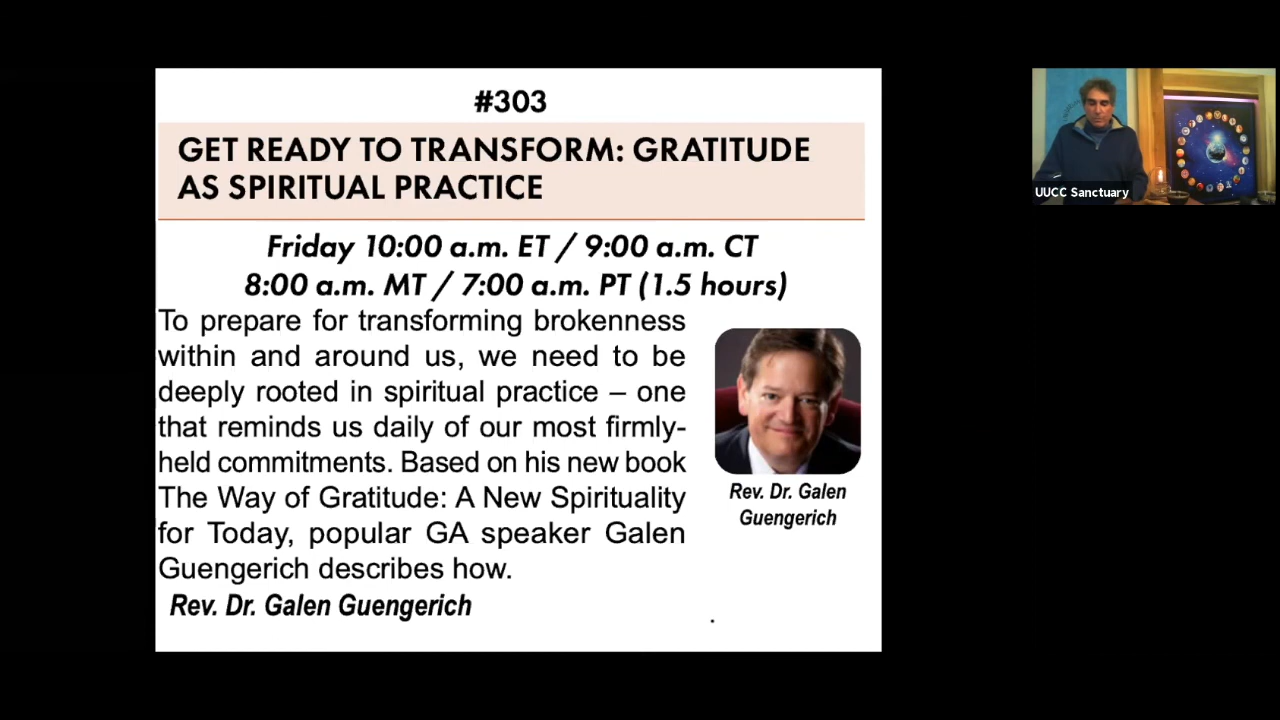 #303
GET READY TO TRANSFORM: GRATITUDE
AS SPIRITUAL PRACTICE
Friday 10:00 a.m. ET / 9:00 a.m. CT
8:00 a.m. MT / 7:00 a.m. PT (1.5 hours)
To prepare for transforming brokenness
within and around us, we need to be
deeply rooted in spiritual practice – one
that reminds us daily of our most firmly-
held commitments. Based on his new book
The Way of Gratitude: A New Spirituality
for Today, popular GA speaker Galen
Guengerich describes how.
Rev. Dr. Galen Guengerich
Rev. Dr. Galen
Guengerich
UUCC Sanctuary